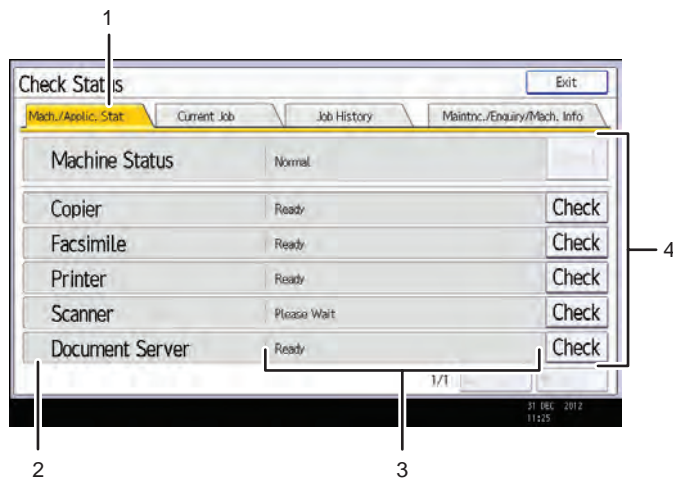 1
Check Status Exit
Mach./Applic. Stat Current Job Job History Maintnc./Enquiry/Mach. Info
Machine Status Normal
Copier Ready Check
Facsimile Ready Check
Printer Ready Check
Scanner Please Wait Check
Document Server Ready Check
4
1/1
31 DEC 2012
11:25
2 3